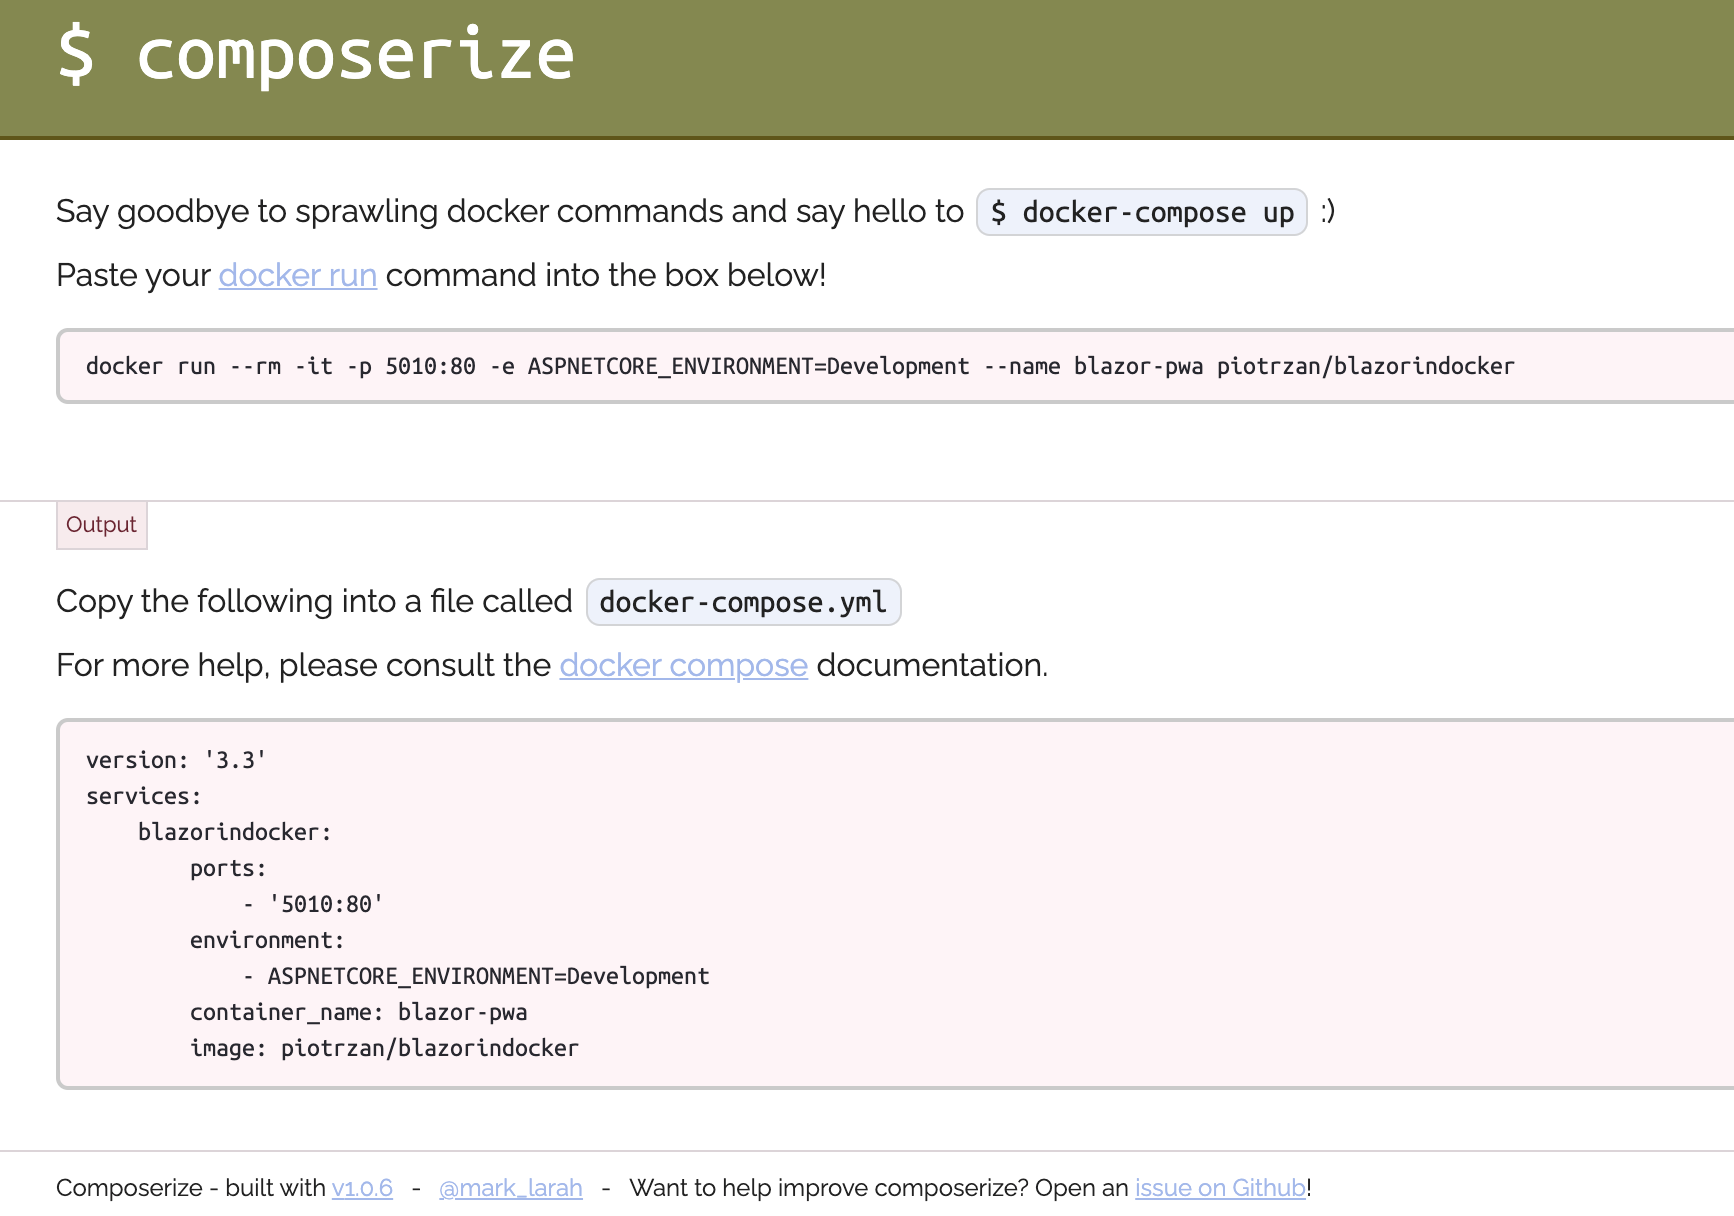 $ composerize
Say goodbye to sprawling docker commands and say hello to $ docker-compose up :)
Paste your docker run command into the box below!
docker run --rm -it -p 5010:80 -e ASPNETCORE_ENVIRONMENT=Development --name blazor-pwa piotrzan/blazorindocker
Output
Copy the following into a file called docker-compose.yml
For more help, please consult the docker compose documentation.
version: '3.3'
services:
    blazorindocker:
        ports:
            - '5010:80'
        environment:
            - ASPNETCORE_ENVIRONMENT=Development
        container_name: blazor-pwa
        image: piotrzan/blazorindocker
Composerize - built with v1.0.6 - @mark_larah - Want to help improve composerize? Open an issue on Github!